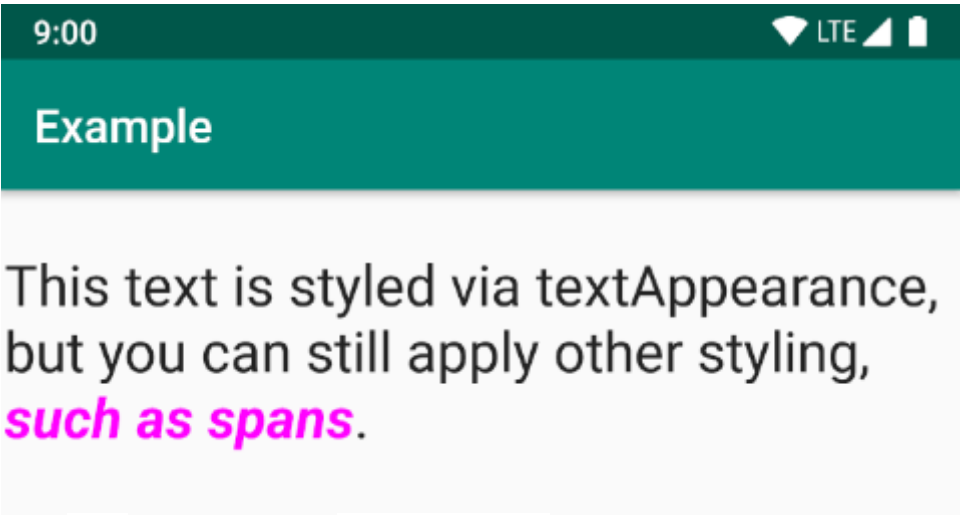 9:00 LTE
Example
This text is styled via textAppearance,
but you can still apply other styling,
such as spans.